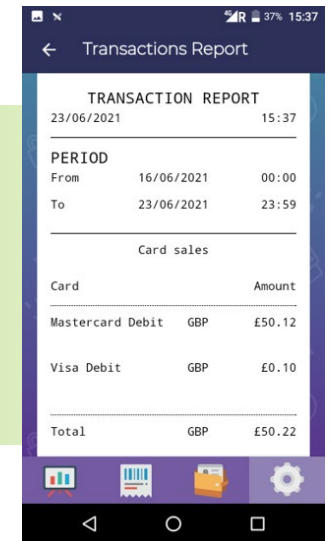 4G R 37% 15:37
Transactions Report
TRANSACTION REPORT
23/06/2021 15:37
PERIOD
From 16/06/2021 00:00
To 23/06/2021 23:59
Card sales
Card Amount
Mastercard Debit GBP £50.12
Visa Debit GBP £0.10
Total GBP £50.22